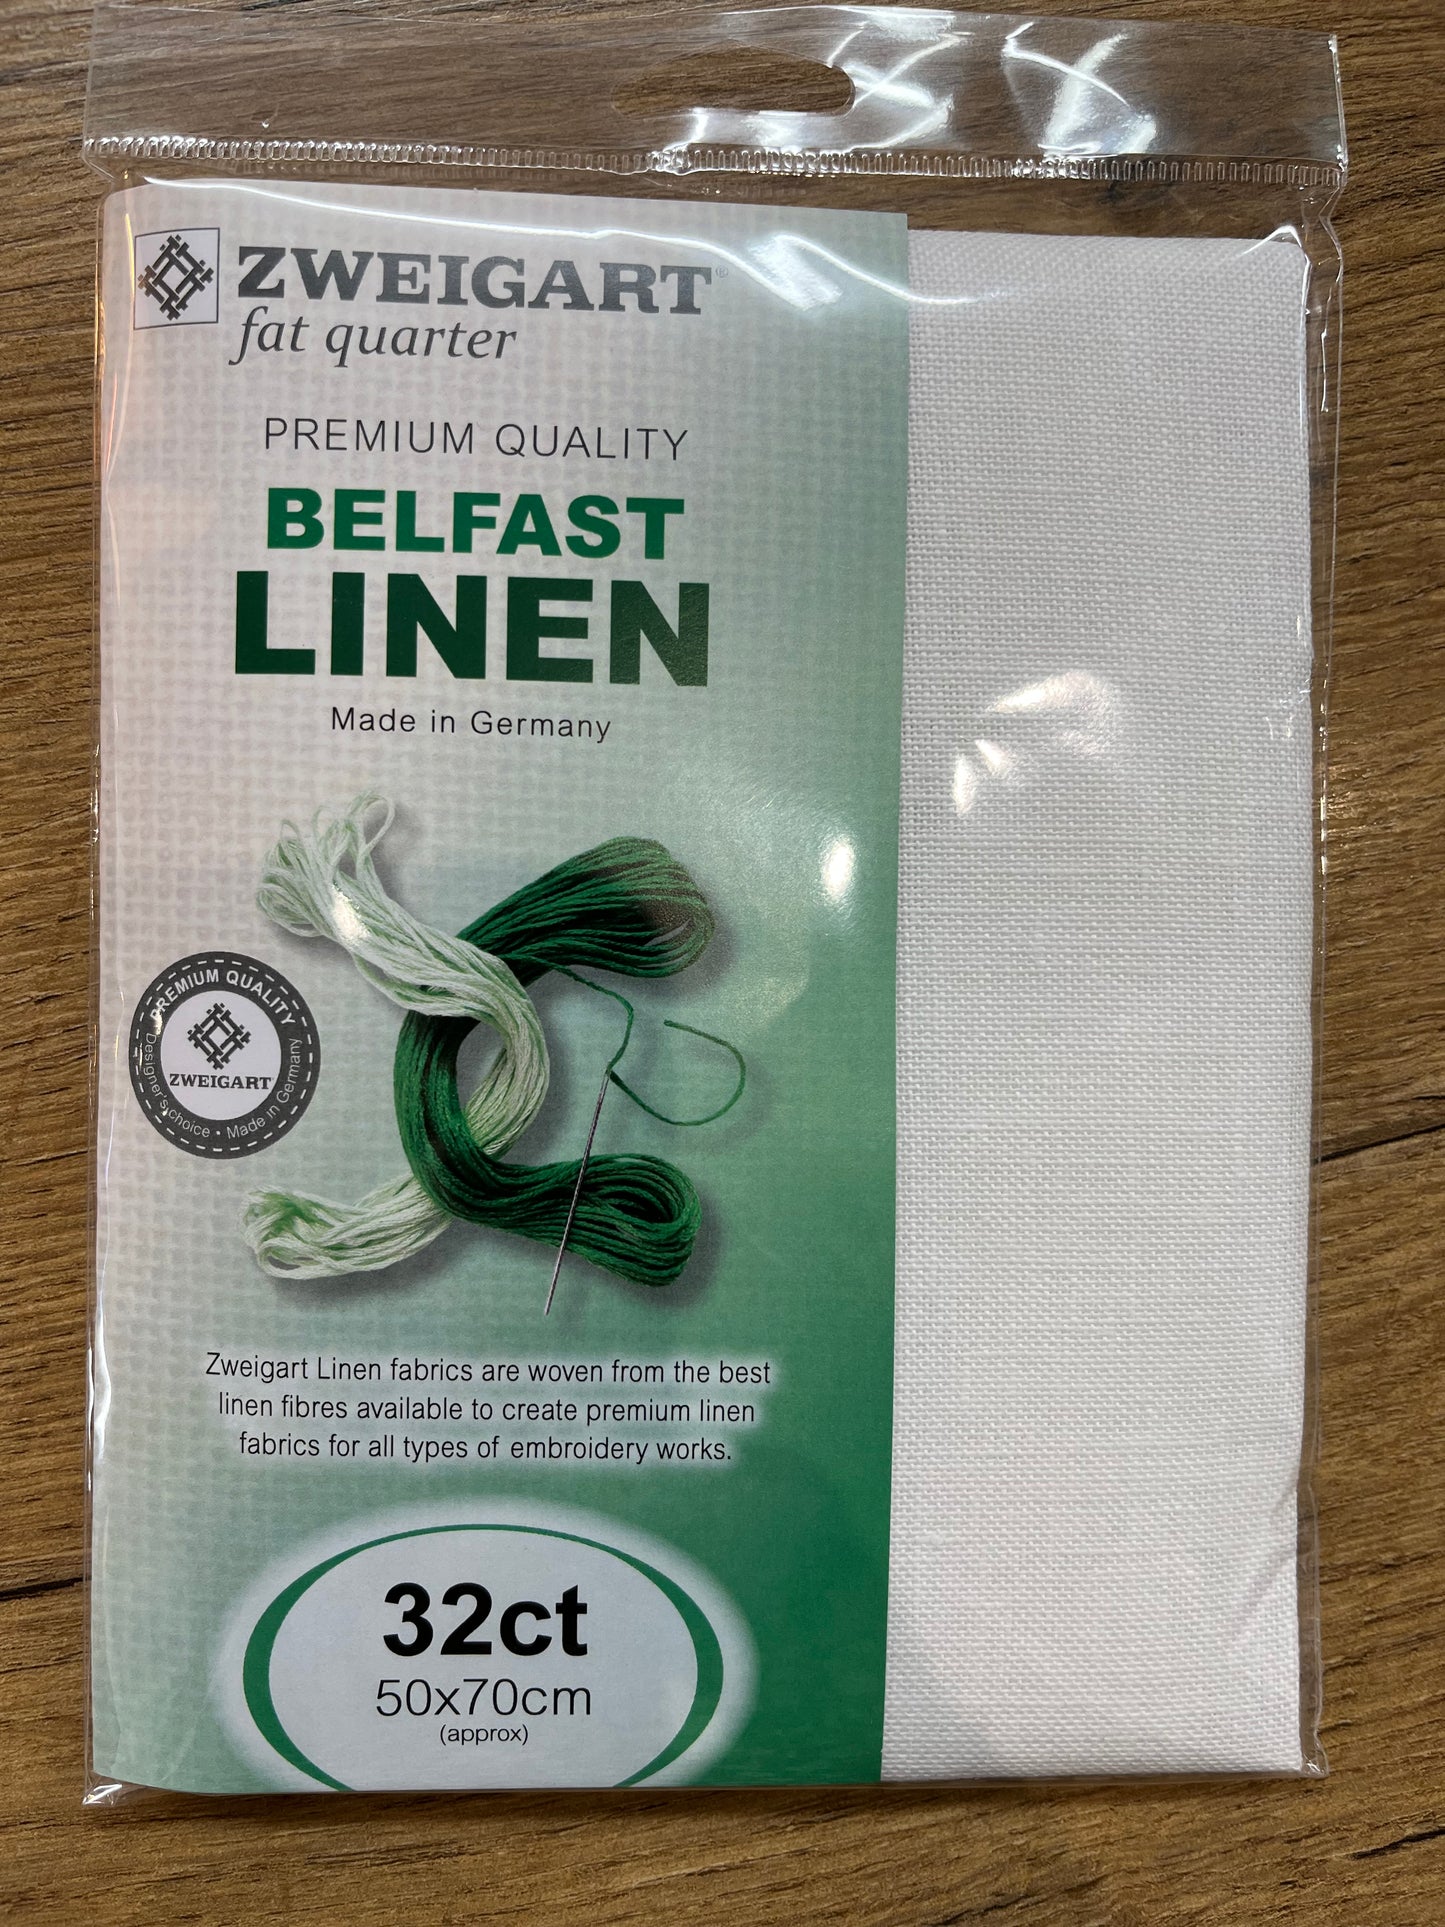 ZWEIGART®
fat quarter
PREMIUM QUALITY
BELFAST
LINEN
Made in Germany
PREMIUM QUALITY
ZWEIGART
Designer's choice • Made in Germany
Zweigart Linen fabrics are woven from the best
linen fibres available to create premium linen
fabrics for all types of embroidery works.
32ct
50x70cm
(approx)